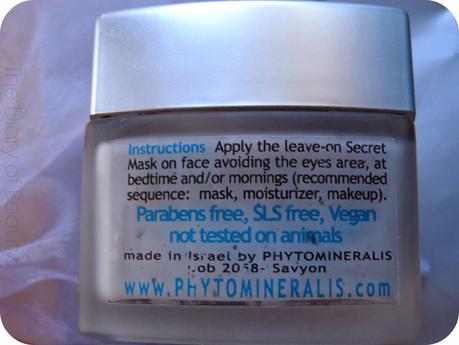 Instructions Apply the leave-on Secret
Mask on face avoiding the eyes area, at
bedtime and/or mornings (recommended
sequence: mask, moisturizer, makeup).
Parabens free, SLS free, Vegan
not tested on animals
made in Israel by PHYTOMINERALIS
Savyon
www.PHYTOMINERALIS.com
The Diary of